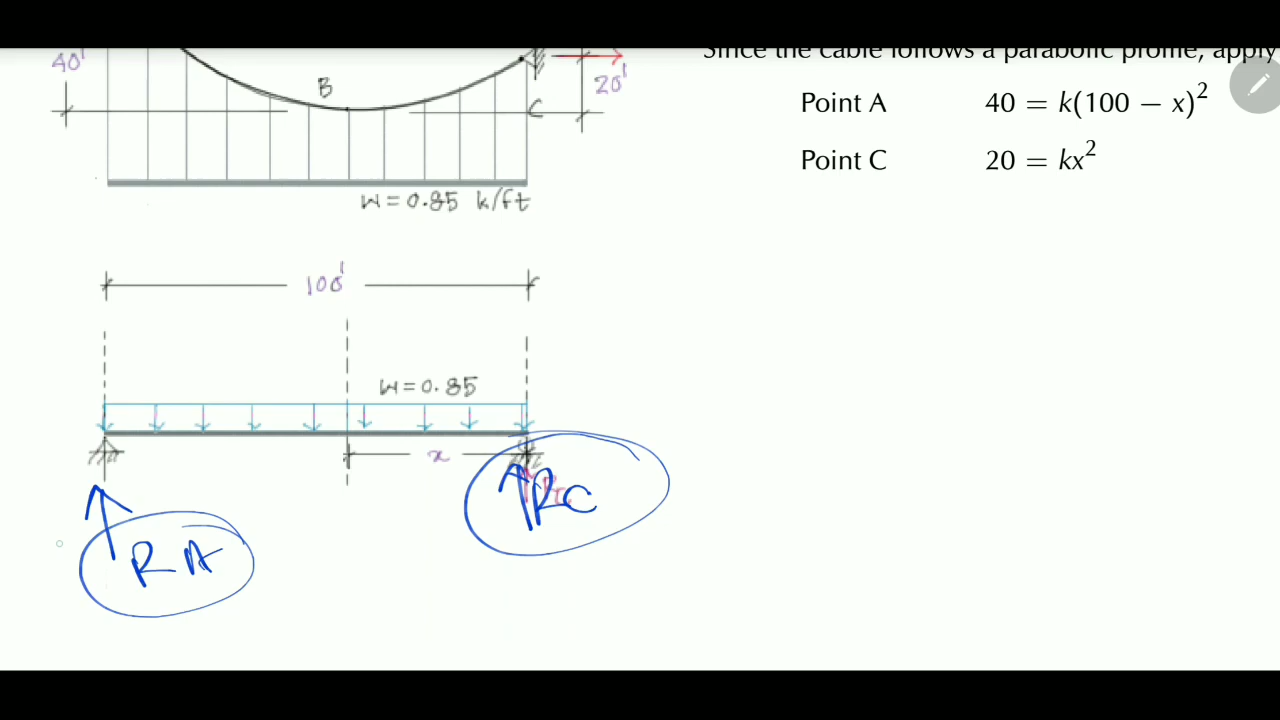 Since the cable follows a parabolic profile, apply
40'
B
20'
C
Point A 40 = k(100 − x)²
Point C 20 = kx²
W = 0.85 k/ft
100'
W = 0.85
x
RC
RA